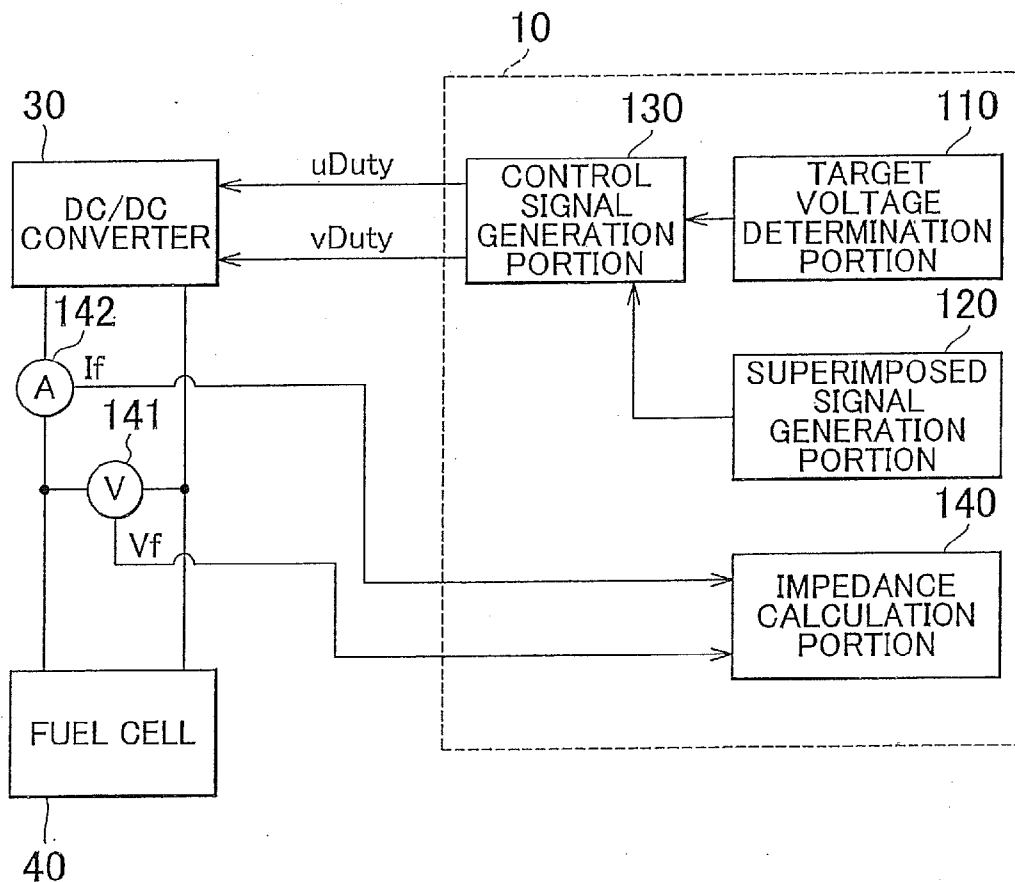 10
30
130
110
DC/DC
CONVERTER
uDuty
vDuty
CONTROL
SIGNAL
GENERATION
PORTION
TARGET
VOLTAGE
DETERMINATION
PORTION
142
If
A
120
SUPERIMPOSED
SIGNAL
GENERATION
PORTION
141
V
Vf
140
IMPEDANCE
CALCULATION
PORTION
FUEL CELL
40